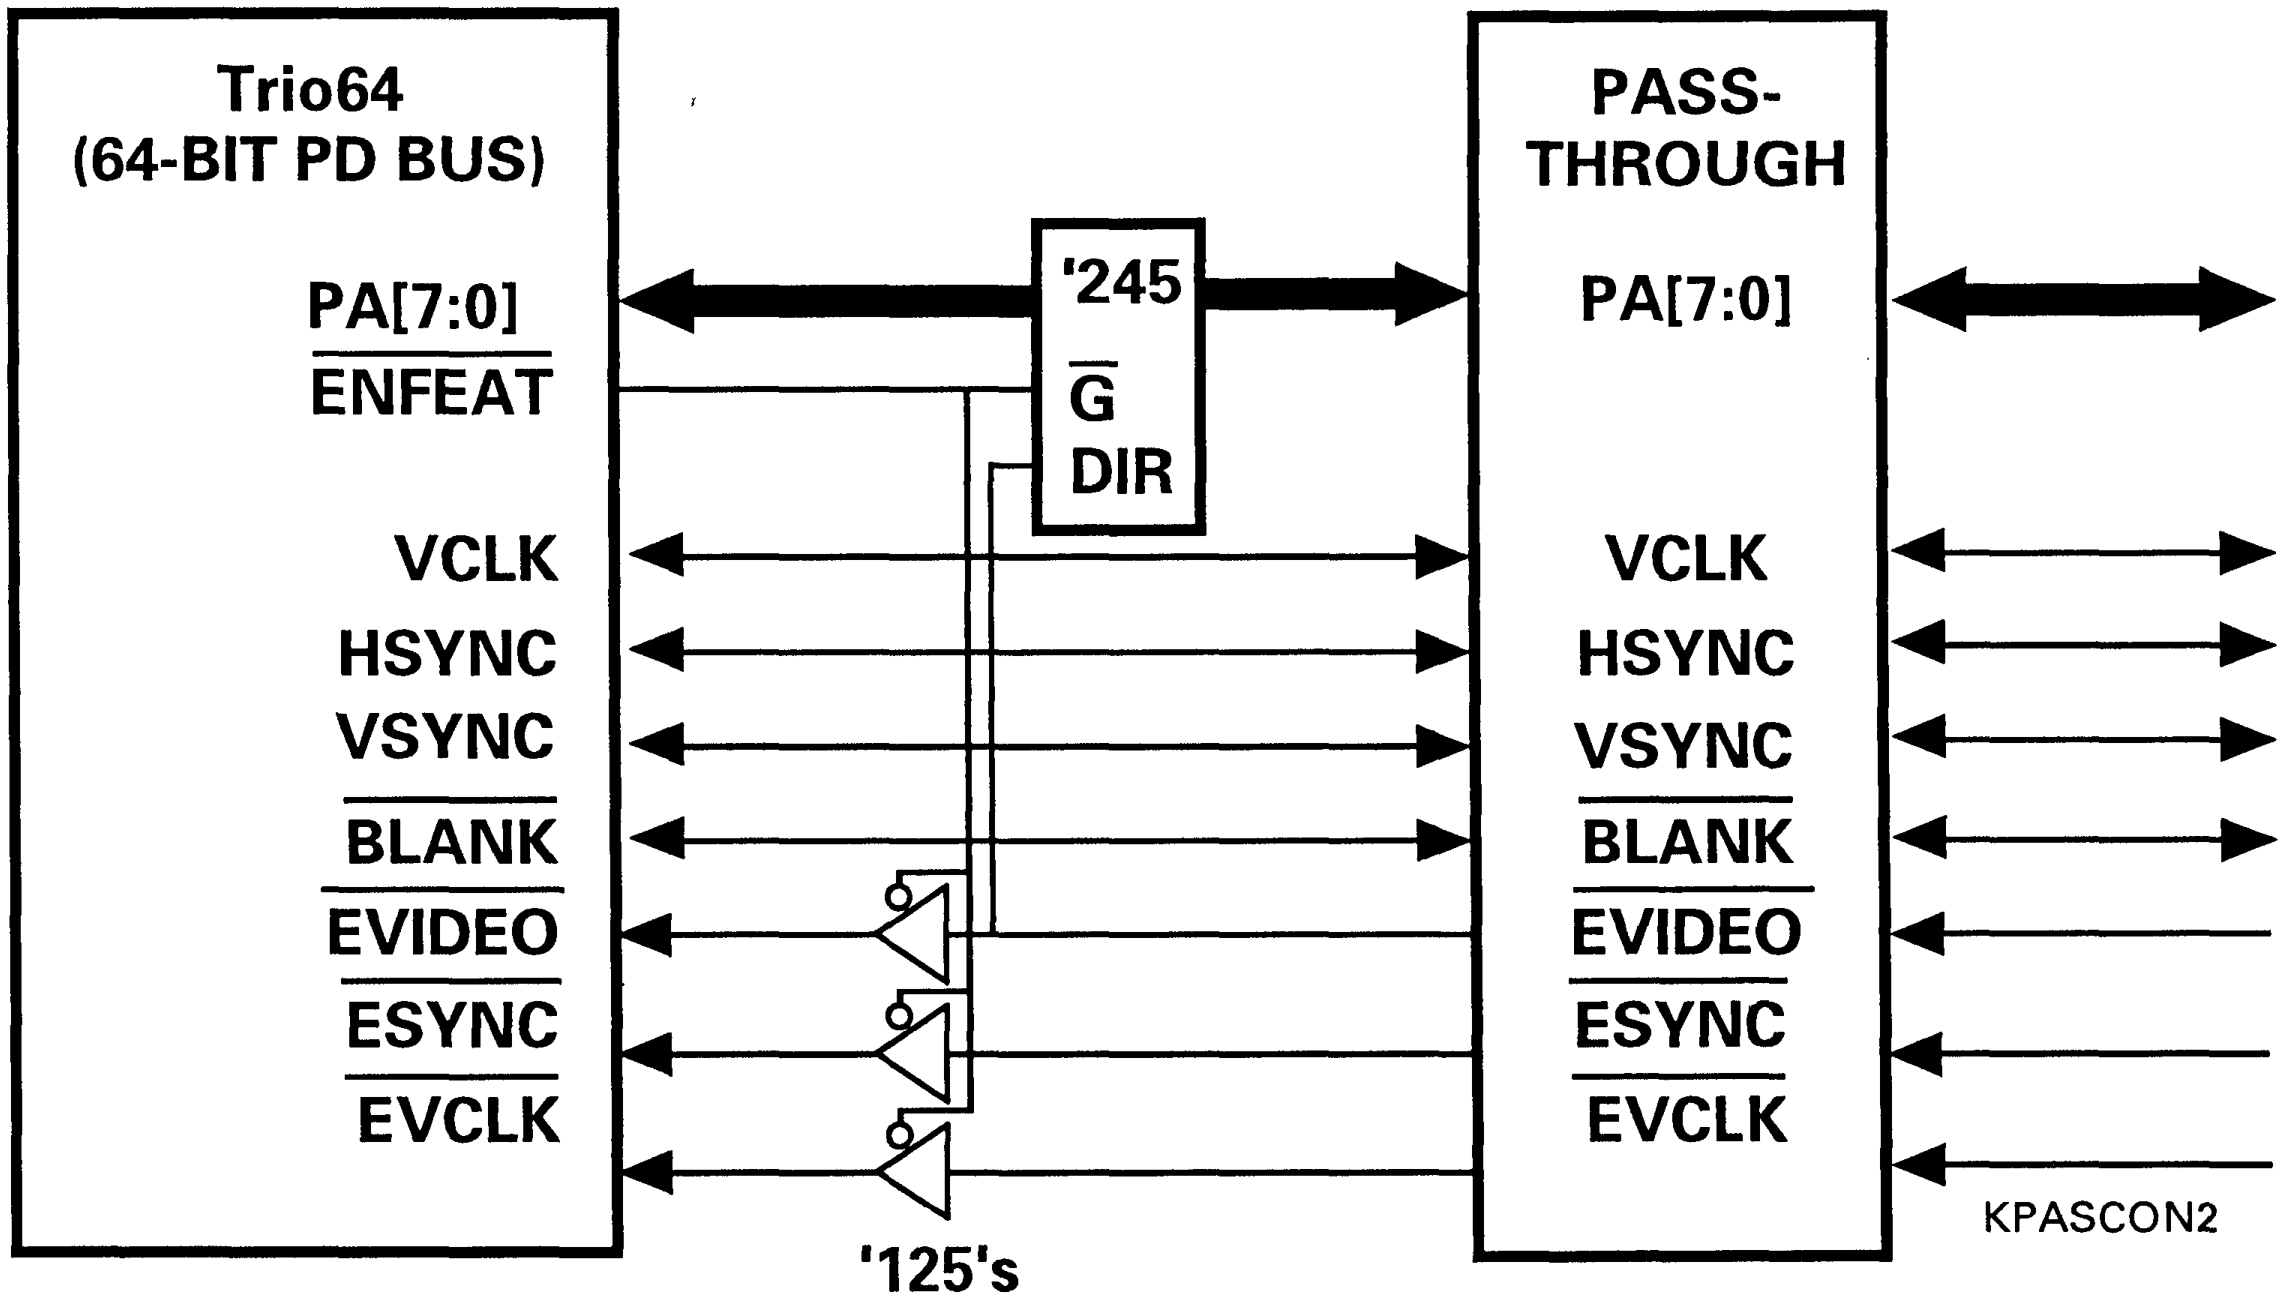 Trio64
(64-BIT PD BUS)
PA[7:0]
ENFEAT
VCLK
HSYNC
VSYNC
BLANK
EVIDEO
ESYNC
EVCLK
'245
G
DIR
'125's
PASS-
THROUGH
PA[7:0]
VCLK
HSYNC
VSYNC
BLANK
EVIDEO
ESYNC
EVCLK
KPASCON2